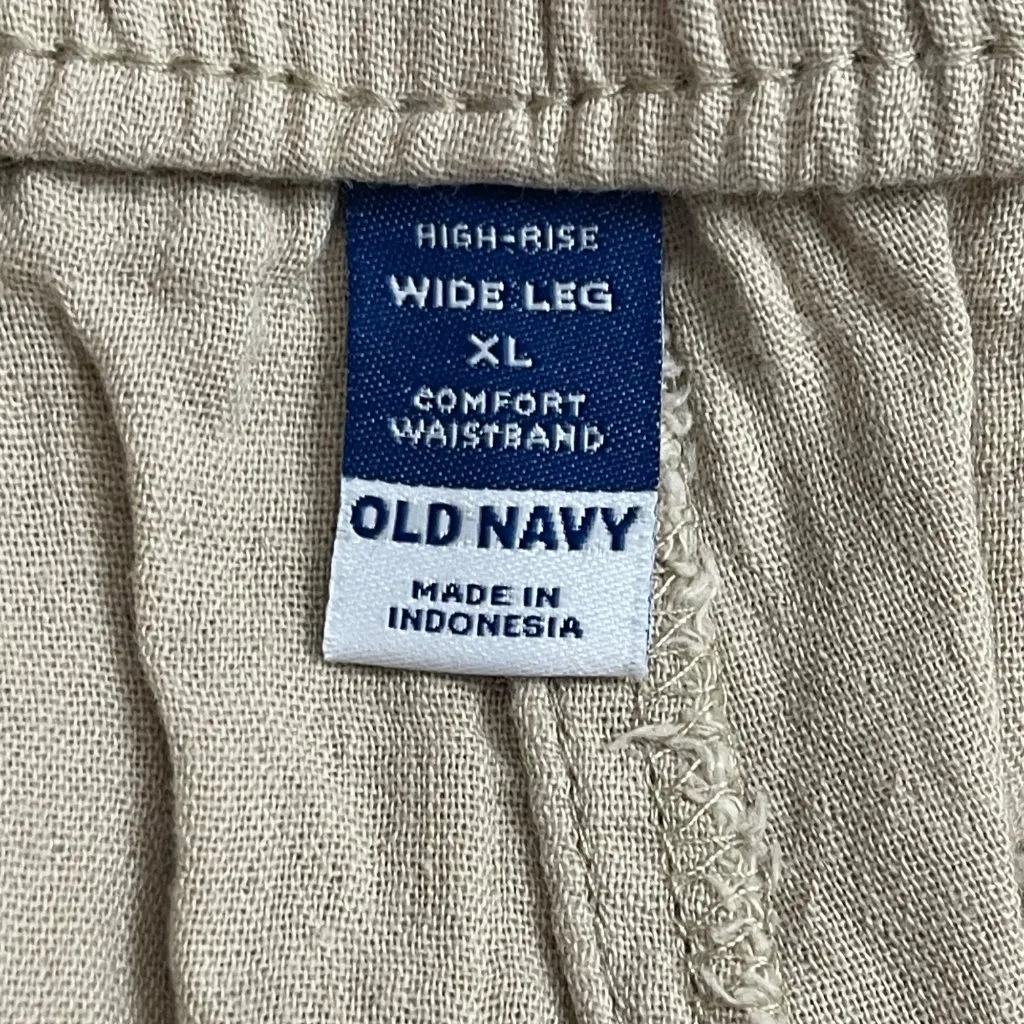 HIGH-RISE
WIDE LEG
XL
COMFORT
WAISTBAND
OLD NAVY
MADE IN
INDONESIA